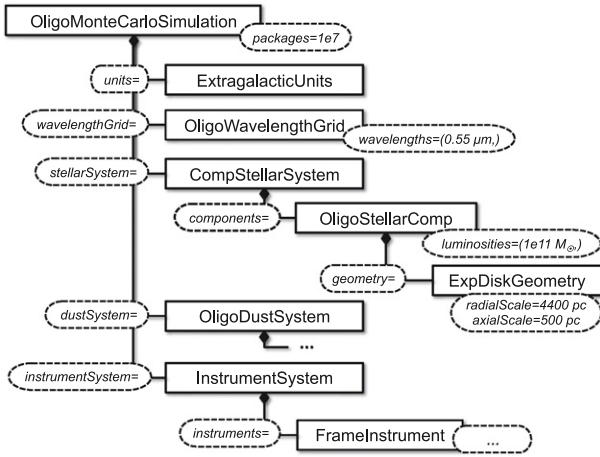 OligoMonteCarloSimulation
packages=1e7
units=
ExtragalacticUnits
wavelengthGrid=
OligoWavelengthGrid
wavelengths=(0.55 μm,)
stellarSystem=
CompStellarSystem
components=
OligoStellarComp
luminosities=(1e11 M☉,)
geometry=
ExpDiskGeometry
radialScale=4400 pc
axialScale=500 pc
dustSystem=
OligoDustSystem
...
instrumentSystem=
InstrumentSystem
instruments=
FrameInstrument
...